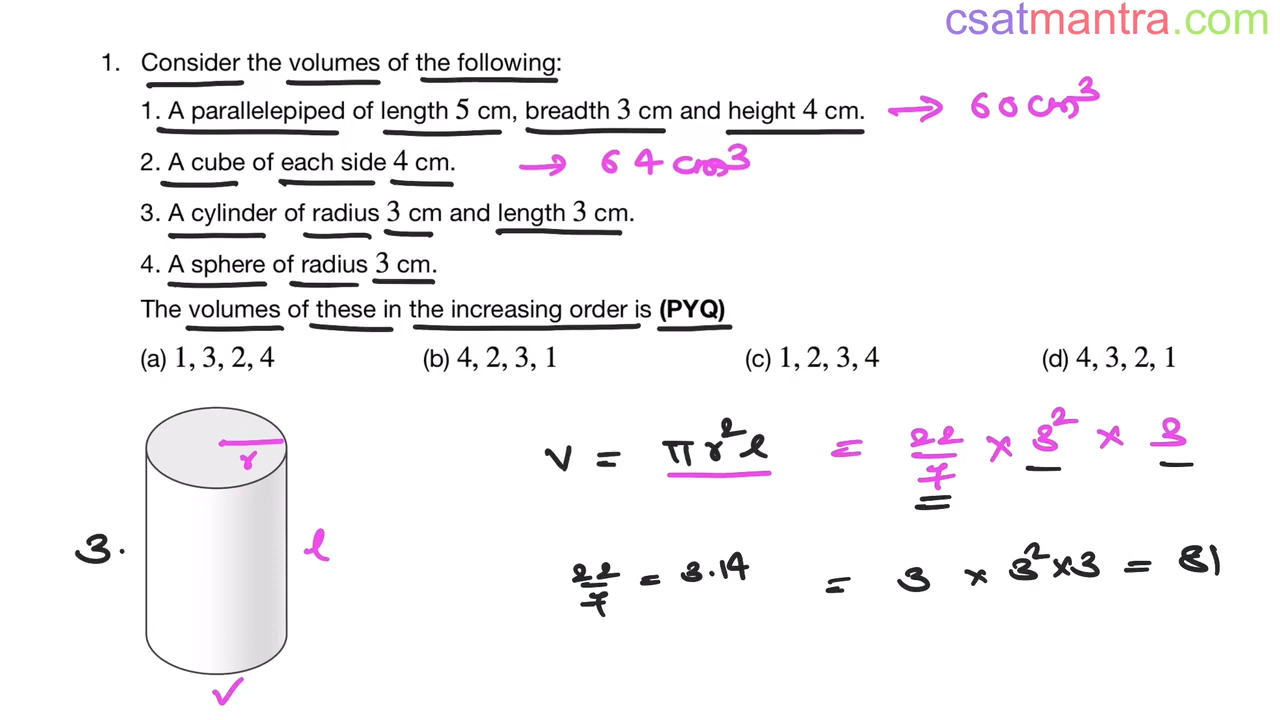 csatmantra.com
1. Consider the volumes of the following:
1. A parallelepiped of length 5 cm, breadth 3 cm and height 4 cm. → 60 cm³
2. A cube of each side 4 cm. → 64 cm³
3. A cylinder of radius 3 cm and length 3 cm.
4. A sphere of radius 3 cm.
The volumes of these in the increasing order is (PYQ)
(a) 1, 3, 2, 4 (b) 4, 2, 3, 1 (c) 1, 2, 3, 4 (d) 4, 3, 2, 1
r
V = πr²l = 22/7 × 3² × 3
3. l
22/7 = 3.14 = 3 × 3² × 3 = 81
V